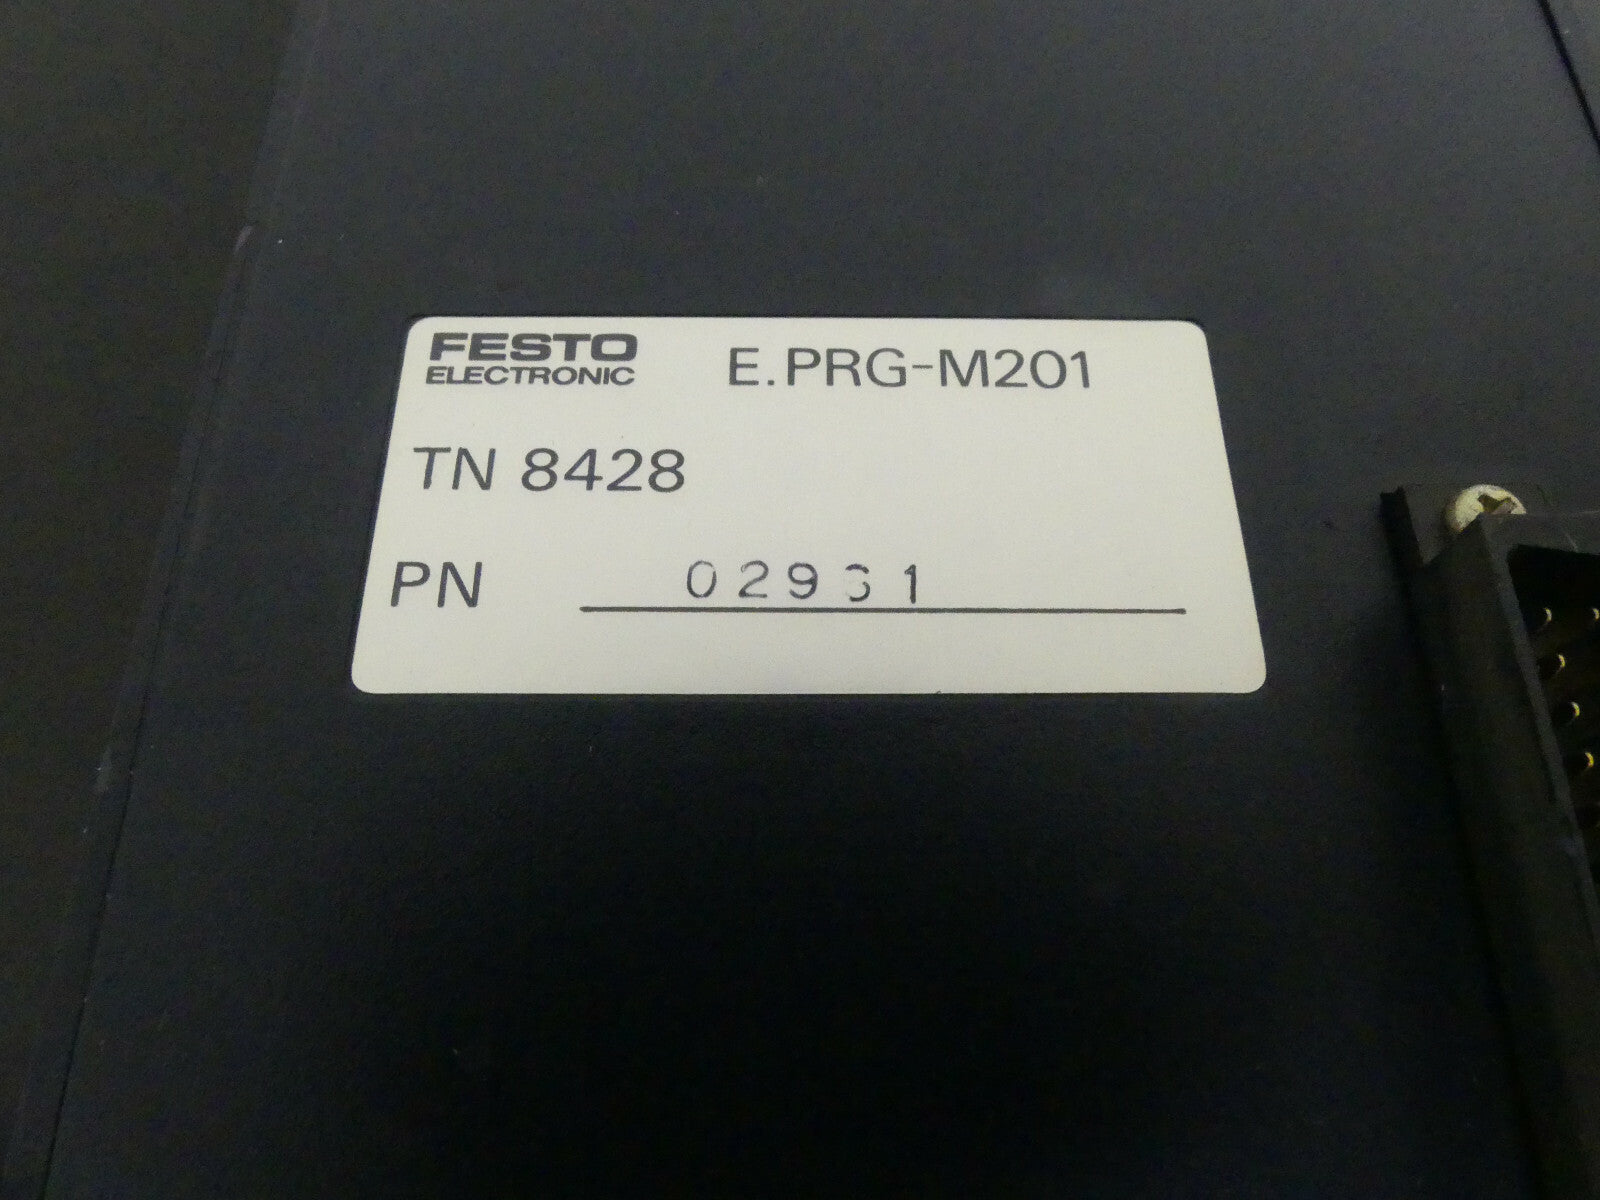 FESTO
ELECTRONIC
E.PRG-M201
TN 8428
PN